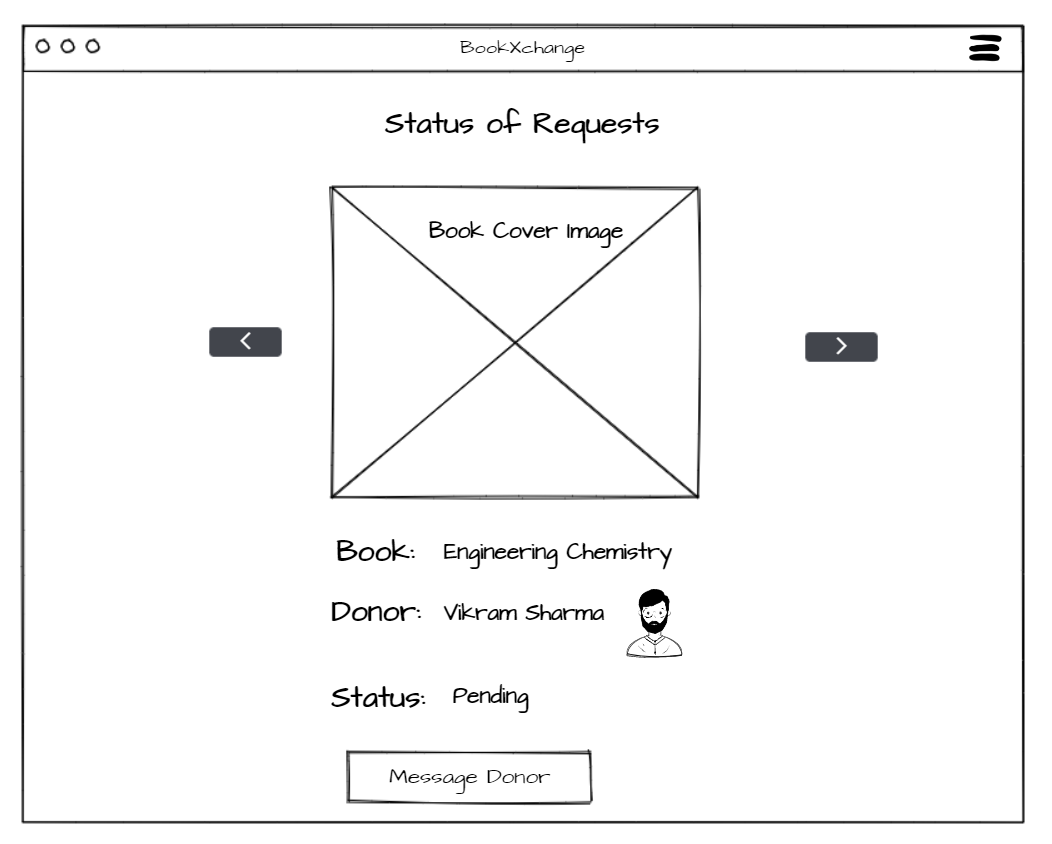 BookXchange
Status of Requests
Book Cover Image
Book: Engineering Chemistry
Donor: Vikram Sharma
Status: Pending
Message Donor